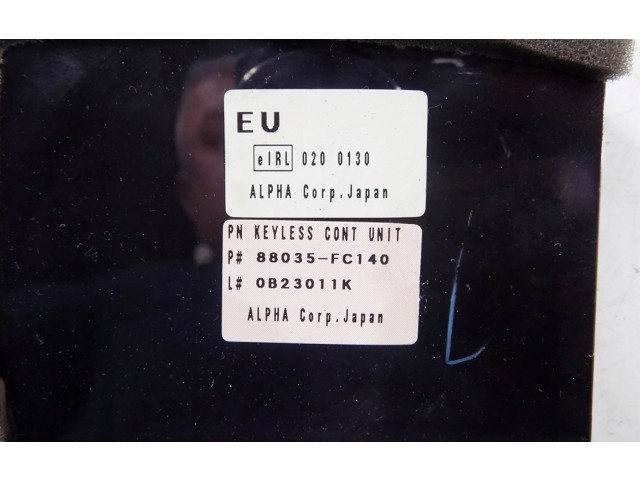 EU
eIRL 020 0130
ALPHA Corp.Japan
PN KEYLESS CONT UNIT
P# 88035-FC140
L# 0B23011K
ALPHA Corp.Japan